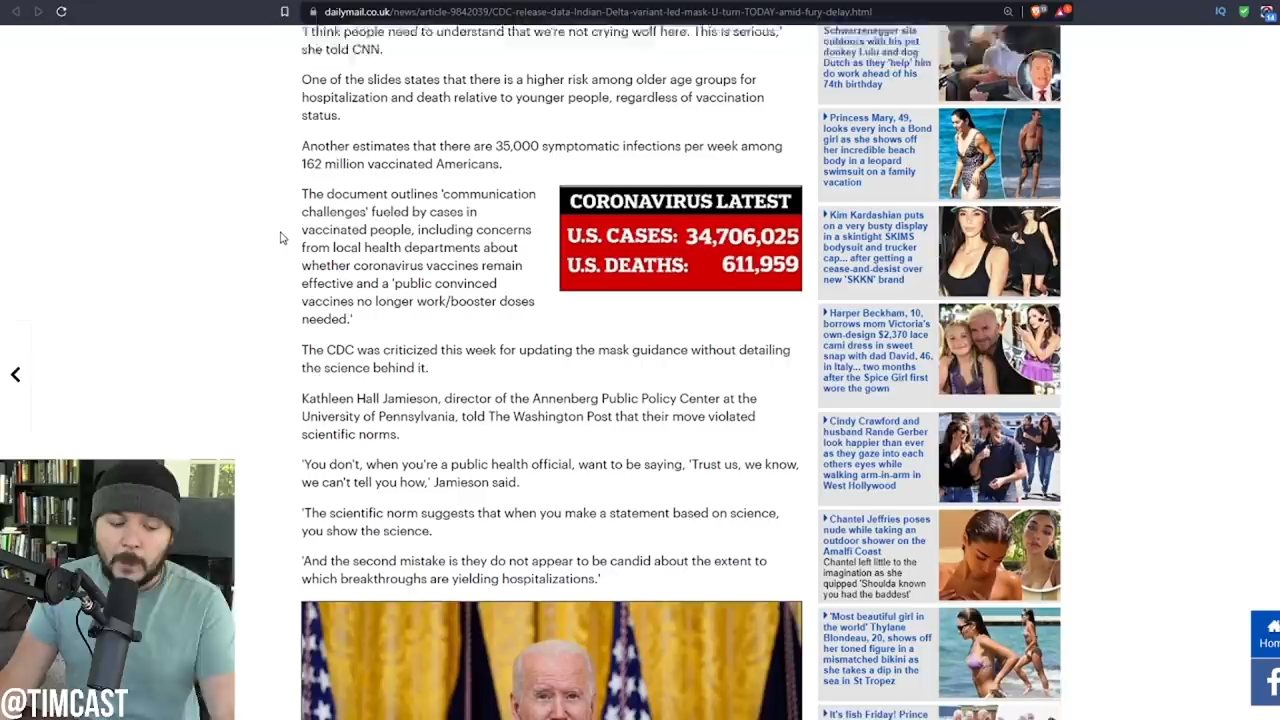 dailymail.co.uk/news/article-9842039/CDC-release-data-Indian-Delta-variant-led-mask-U-turn-TODAY-amid-fury-delay.html
'I think people need to understand that we're not crying wolf here. This is serious,'
she told CNN.
One of the slides states that there is a higher risk among older age groups for
hospitalization and death relative to younger people, regardless of vaccination
status.
Another estimates that there are 35,000 symptomatic infections per week among
162 million vaccinated Americans.
The document outlines 'communication
challenges' fueled by cases in
vaccinated people, including concerns
from local health departments about
whether coronavirus vaccines remain
effective and a 'public convinced
vaccines no longer work/booster doses
needed.'
CORONAVIRUS LATEST
U.S. CASES: 34,706,025
U.S. DEATHS: 611,959
The CDC was criticized this week for updating the mask guidance without detailing
the science behind it.
Kathleen Hall Jamieson, director of the Annenberg Public Policy Center at the
University of Pennsylvania, told The Washington Post that their move violated
scientific norms.
'You don't, when you're a public health official, want to be saying, 'Trust us, we know,
we can't tell you how,' Jamieson said.
'The scientific norm suggests that when you make a statement based on science,
you show the science.
'And the second mistake is they do not appear to be candid about the extent to
which breakthroughs are yielding hospitalizations.'
Schwarzenegger
outdoors with his pet
donkey Lulu and dog
Dutch as they 'help' him
do work ahead of his
74th birthday
Princess Mary, 49,
looks every inch a Bond
girl as she shows off
her incredible beach
body in a leopard
swimsuit on a family
vacation
Kim Kardashian puts
on a very busty display
in a skintight SKIMS
bodysuit and trucker
cap... after getting a
cease-and-desist over
new 'SKKN' brand
Harper Beckham, 10,
borrows mom Victoria's
own-design $2,370 lace
cami dress in sweet
snap with dad David, 46,
in Italy... two months
after the Spice Girl first
wore the gown
Cindy Crawford and
husband Rande Gerber
look happier than ever
as they gaze into each
others eyes while
walking arm-in-arm in
West Hollywood
Chantel Jeffries poses
nude while taking an
outdoor shower on the
Amalfi Coast
Chantel left little to the
imagination as she
quipped 'Shoulda known
you had the baddest'
'Most beautiful girl in
the world' Thylane
Blondeau, 20, shows off
her toned figure in a
mismatched bikini as
she takes a dip in the
sea in St Tropez
It's fish Friday! Prince
Hom
@TIMCAST